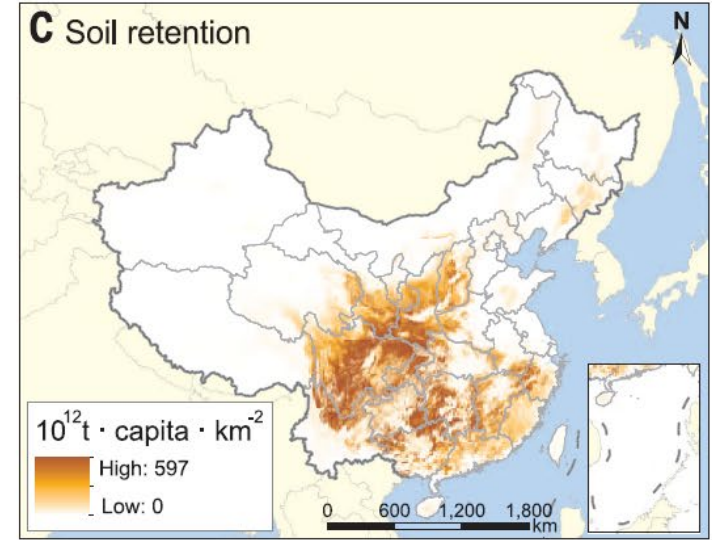 C Soil retention
N
10¹²t · capita · km⁻²
High: 597
Low: 0
0 600 1,200 1,800
km